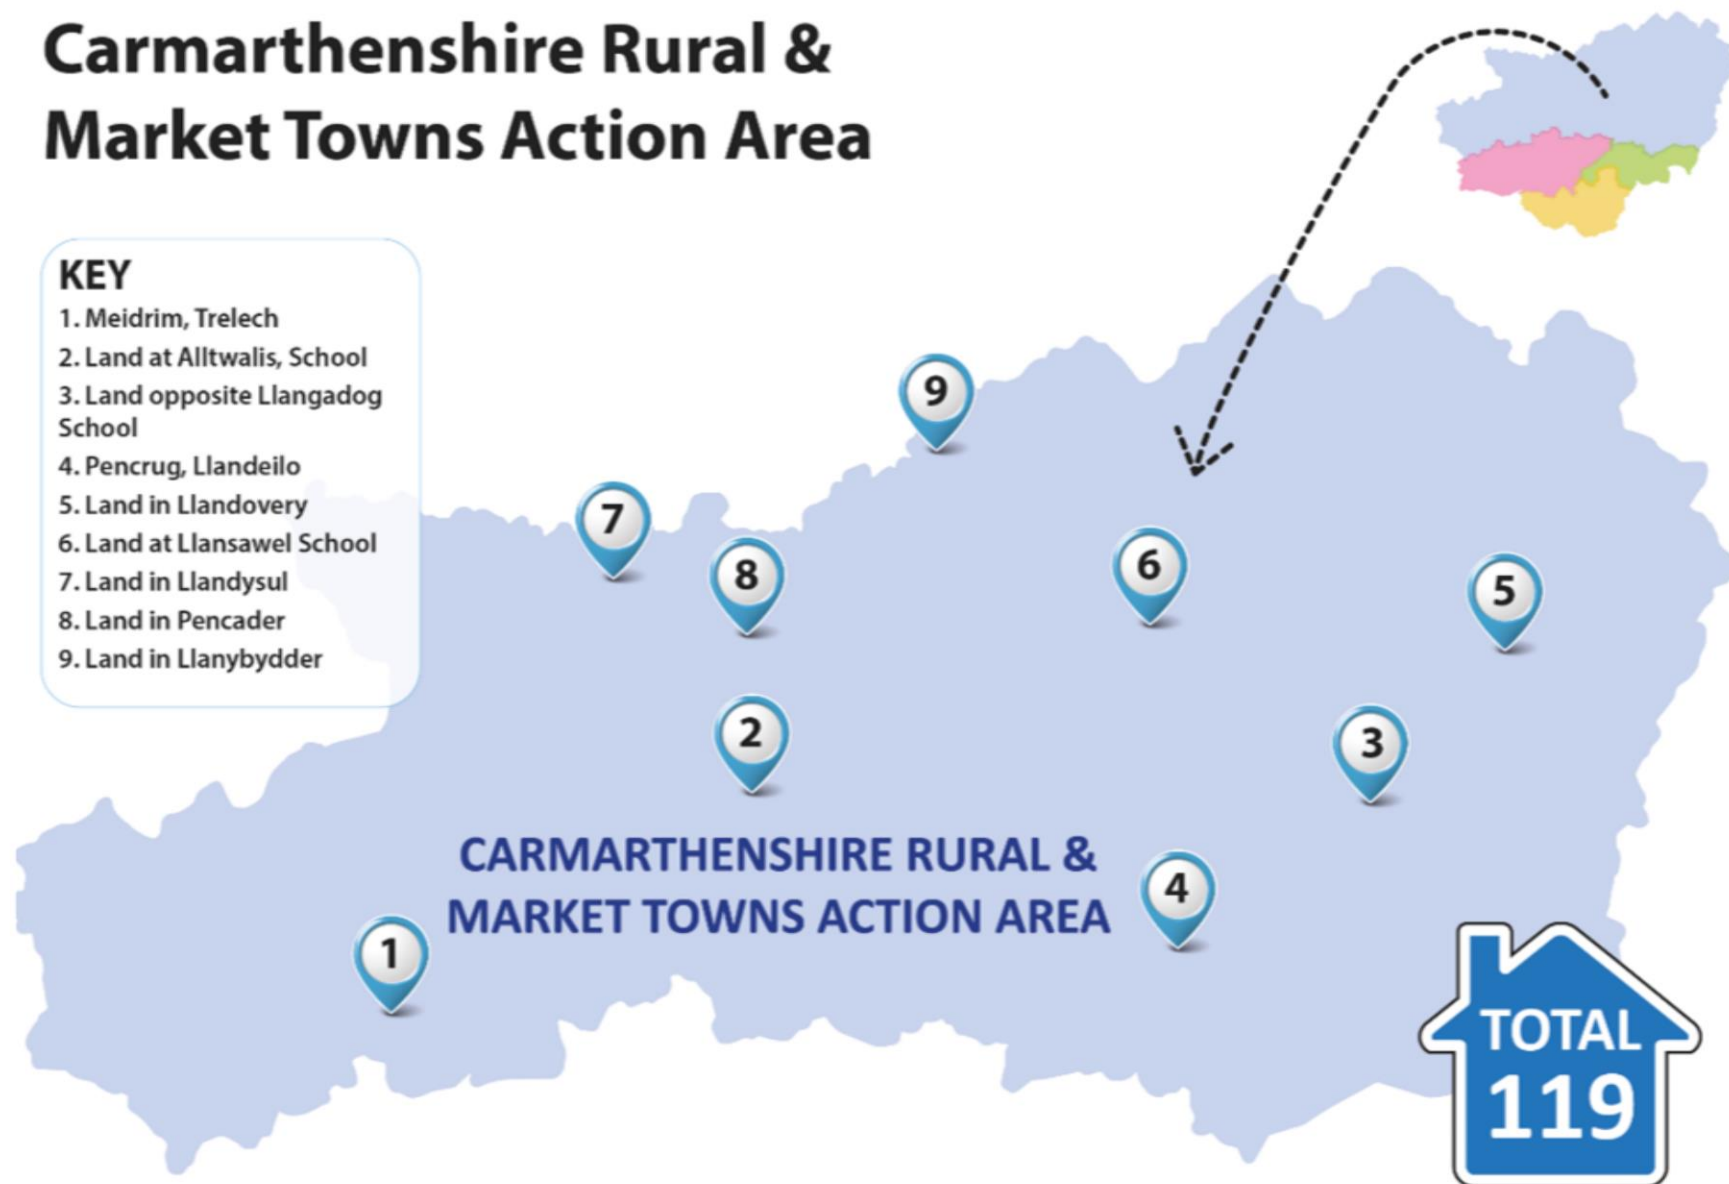 Carmarthenshire Rural &
Market Towns Action Area
KEY
1. Meidrim, Trelech
2. Land at Alltwalis, School
3. Land opposite Llangadog
School
4. Pencrug, Llandeilo
5. Land in Llandovery
6. Land at Llansawel School
7. Land in Llandysul
8. Land in Pencader
9. Land in Llanybydder
9
7
8
6
5
2
3
CARMARTHENSHIRE RURAL &
MARKET TOWNS ACTION AREA
4
1
TOTAL
119